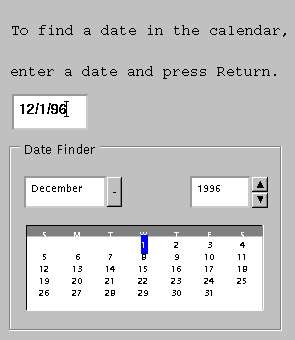 To find a date in the calendar,
enter a date and press Return.
12/1/96
Date Finder
December - 1996
S M T W T F S
1 2 3 4
5 6 7 8 9 10 11
12 13 14 15 16 17 18
19 20 21 22 23 24 25
26 27 28 29 30 31